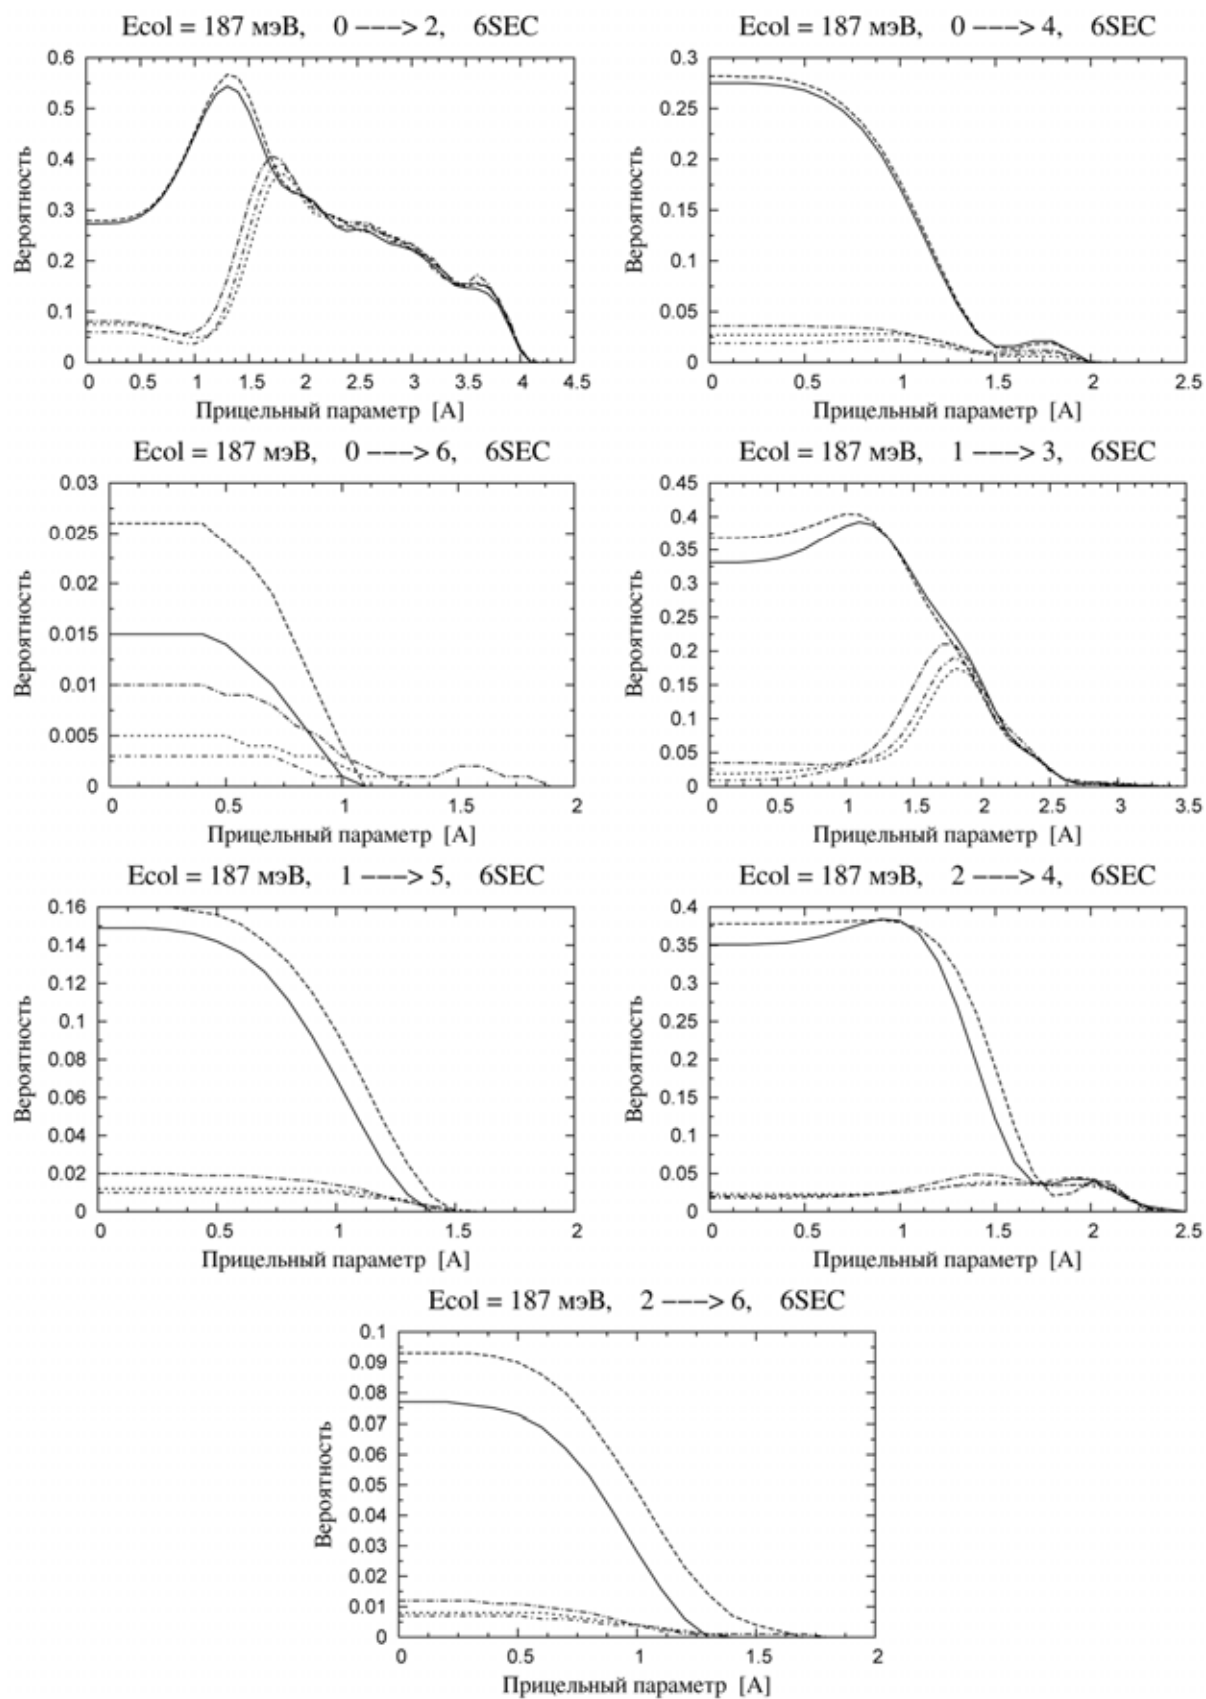 Ecol = 187 мэВ, 0 ---> 2, 6SEC
Ecol = 187 мэВ, 0 ---> 4, 6SEC
Вероятность
0.6
0.5
0.4
0.3
0.2
0.1
0
0 0.5 1 1.5 2 2.5 3 3.5 4 4.5
Прицельный параметр [А]
Вероятность
0.3
0.25
0.2
0.15
0.1
0.05
0
0 0.5 1 1.5 2 2.5
Прицельный параметр [А]
Ecol = 187 мэВ, 0 ---> 6, 6SEC
Ecol = 187 мэВ, 1 ---> 3, 6SEC
Вероятность
0.03
0.025
0.02
0.015
0.01
0.005
0
0 0.5 1 1.5 2
Прицельный параметр [А]
Вероятность
0.45
0.4
0.35
0.3
0.25
0.2
0.15
0.1
0.05
0
0 0.5 1 1.5 2 2.5 3 3.5
Прицельный параметр [А]
Ecol = 187 мэВ, 1 ---> 5, 6SEC
Ecol = 187 мэВ, 2 ---> 4, 6SEC
Вероятность
0.16
0.14
0.12
0.1
0.08
0.06
0.04
0.02
0
0 0.5 1 1.5 2
Прицельный параметр [А]
Вероятность
0.4
0.35
0.3
0.25
0.2
0.15
0.1
0.05
0
0 0.5 1 1.5 2 2.5
Прицельный параметр [А]
Ecol = 187 мэВ, 2 ---> 6, 6SEC
Вероятность
0.1
0.09
0.08
0.07
0.06
0.05
0.04
0.03
0.02
0.01
0
0 0.5 1 1.5 2
Прицельный параметр [А]